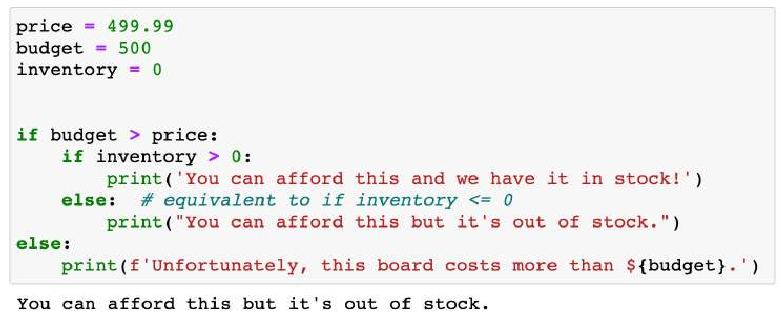 price = 499.99
budget = 500
inventory = 0
if budget > price:
    if inventory > 0:
        print('You can afford this and we have it in stock!')
    else:  # equivalent to if inventory <= 0
        print("You can afford this but it's out of stock.")
else:
    print(f'Unfortunately, this board costs more than ${budget}.')
You can afford this but it's out of stock.